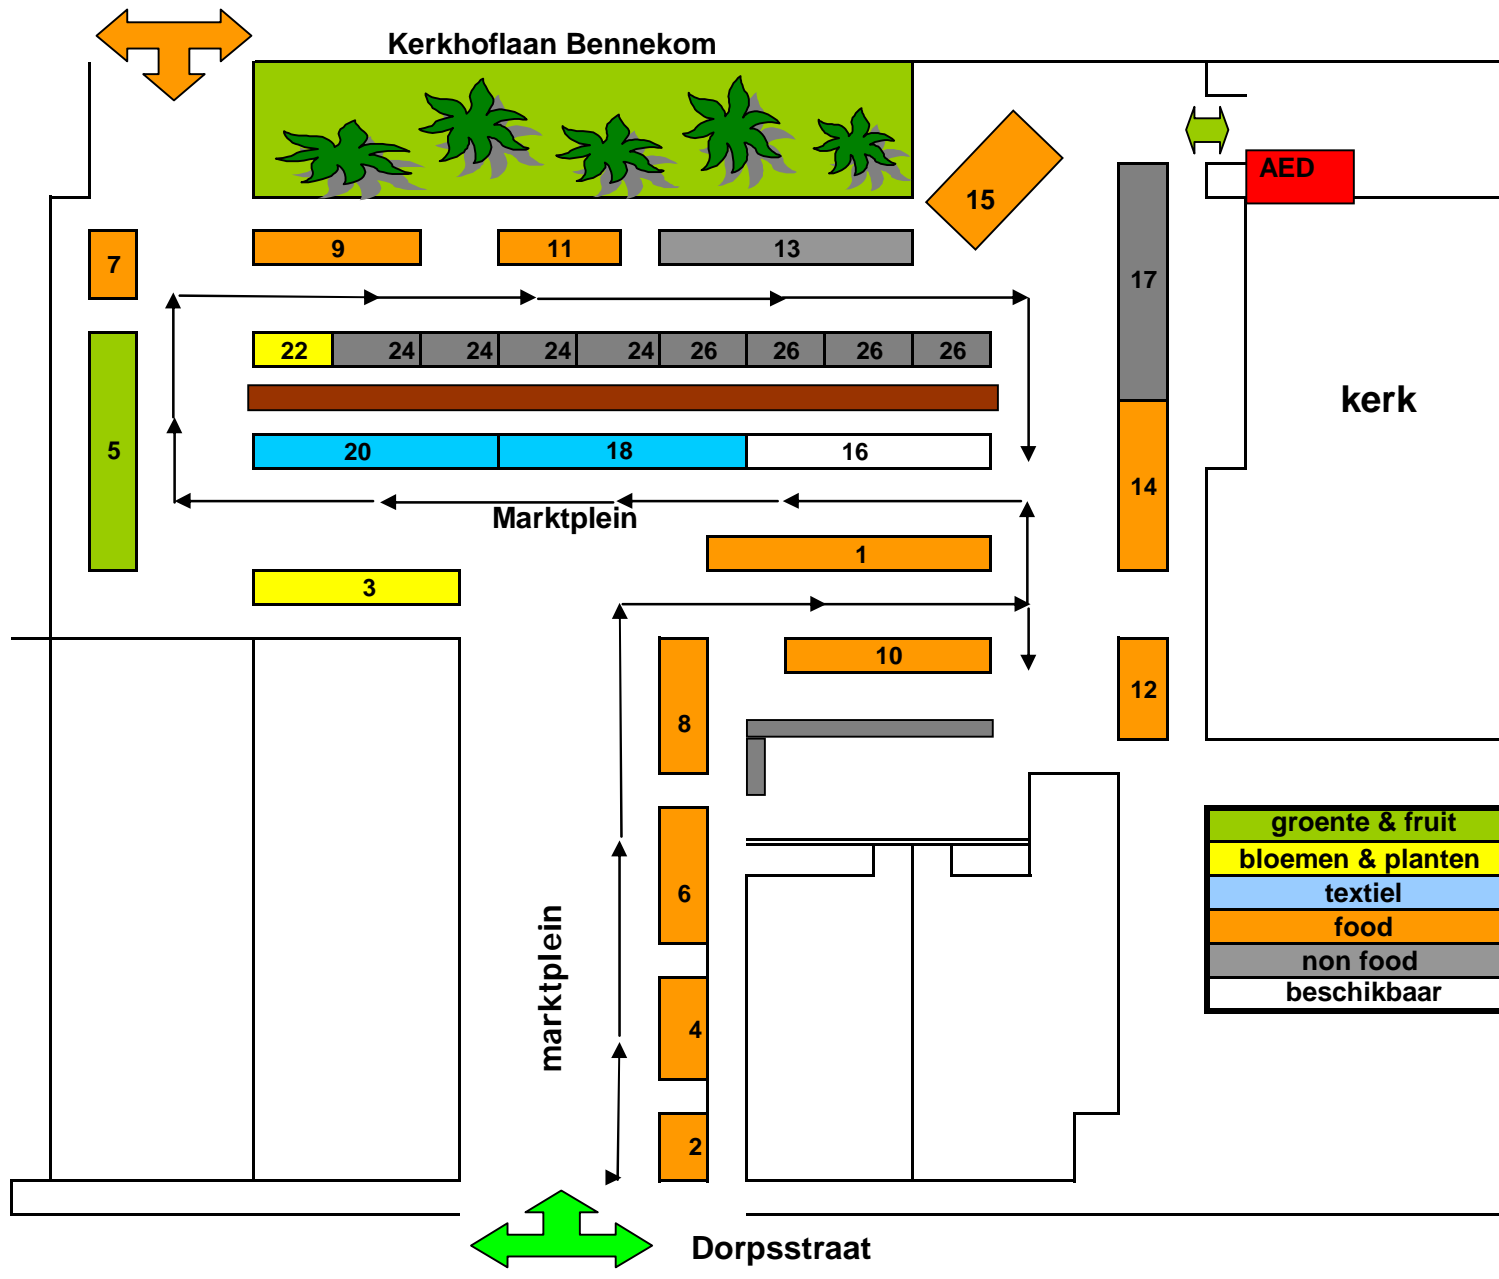 Kerkhoflaan Bennekom
AED
15
7
9
11
13
17
22 24 24 24 24 26 26 26 26
kerk
5
20 18 16
14
Marktplein
1
3
10
12
8
6
marktplein
4
2
groente & fruit
bloemen & planten
textiel
food
non food
beschikbaar
Dorpsstraat